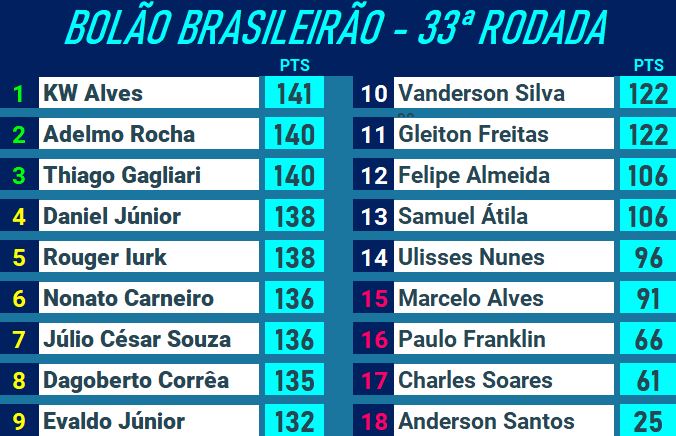 BOLÃO BRASILEIRÃO - 33ª RODADA
PTS
1 KW Alves 141
2 Adelmo Rocha 140
3 Thiago Gagliari 140
4 Daniel Júnior 138
5 Rouger Iurk 138
6 Nonato Carneiro 136
7 Júlio César Souza 136
8 Dagoberto Corrêa 135
9 Evaldo Júnior 132
PTS
10 Vanderson Silva 122
11 Gleiton Freitas 122
12 Felipe Almeida 106
13 Samuel Átila 106
14 Ulisses Nunes 96
15 Marcelo Alves 91
16 Paulo Franklin 66
17 Charles Soares 61
18 Anderson Santos 25